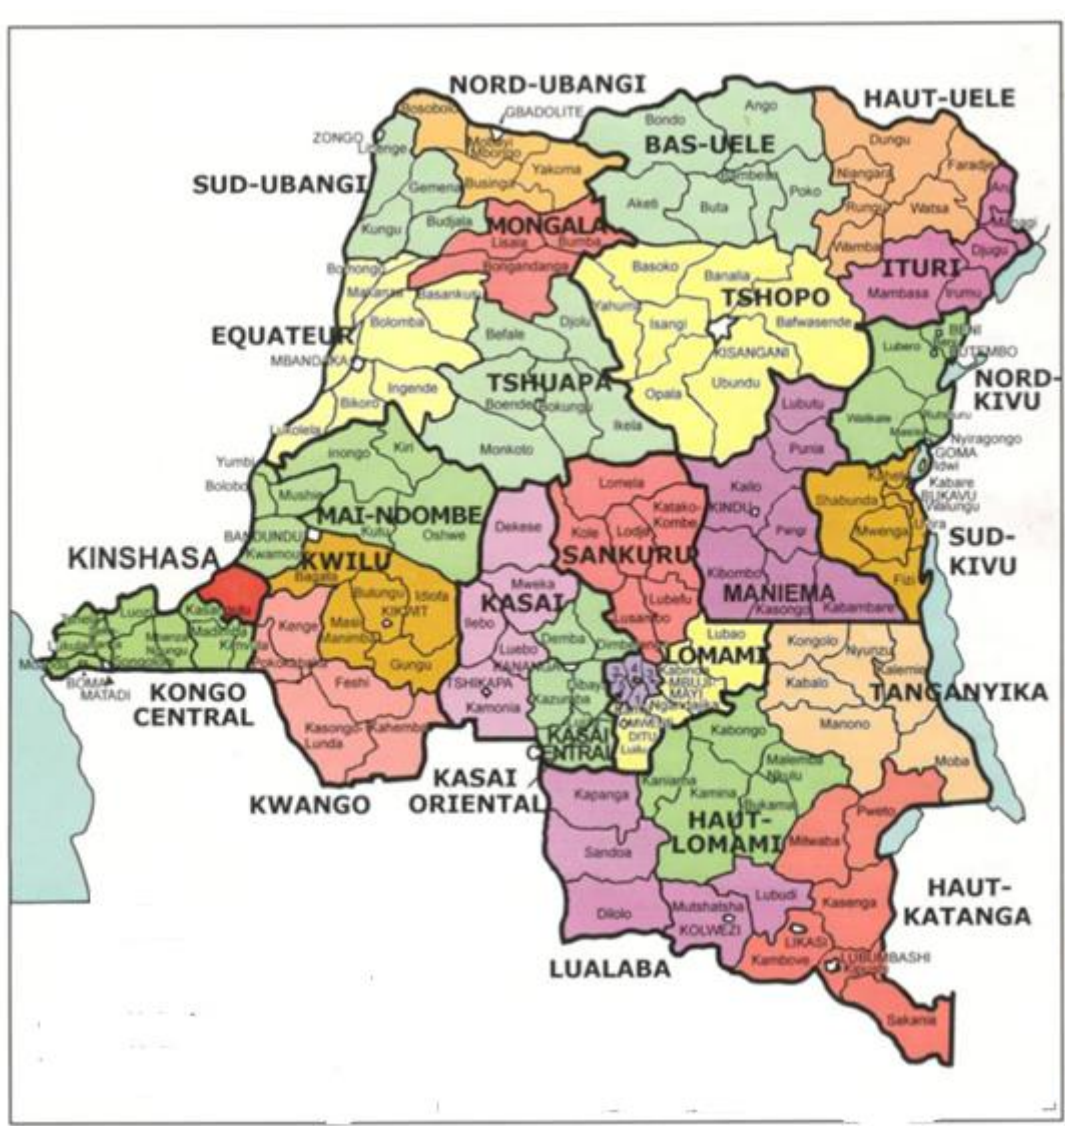 NORD-UBANGI
HAUT-UELE
Bosobolo
GBADOLITE
Ango
Bondo
ZONGO
Libenge
Mobayi
Mbongo
BAS-UELE
Dungu
Yakoma
Faradje
SUD-UBANGI
Gemena
Businga
Bambesa
Niangara
Poko
Aketi
Buta
Rungu
Watsa
Kungu
Budjala
MONGALA
Lisala
Bumba
Wamba
Djugu
Bomongo
Bongandanga
Basoko
Banalia
ITURI
Makanza
Basankusu
Mambasa
Irumu
TSHOPO
Yahuma
Bolomba
Befale
Djolu
Isangi
Bafwasende
BENI
EQUATEUR
Lubero
BUTEMBO
MBANDAKA
KISANGANI
Ingende
TSHUAPA
Opala
Ubundu
NORD-
KIVU
Bikoro
Boende
Bokungu
Lubutu
Walikale
Rutshuru
Lukolela
Ikela
Monkoto
Punia
Nyiragongo
GOMA
Inongo
Kiri
Idwi
Yumbi
Bolobo
Mushie
Lomela
Kailo
Shabunda
Kabare
BUKAVU
Walungu
KINDU
Katako-
Kombe
MAI-NDOMBE
Dekese
Kole
Lodja
Pangi
Mwenga
BANDUNDU
Kutu
Oshwe
SUD-
KIVU
KINSHASA
Kwamouth
KWILU
SANKURU
Bagata
Kibombo
Fizi
Mweka
MANIEMA
Bulungu
Idiofa
KASAI
Lubefu
Kasongo
Kabambare
KIKWIT
Lusambo
Luozi
Kasangulu
Kenge
Masi-
Manimba
Ilebo
Demba
Lubao
Kongolo
Madimba
Luebo
LOMAMI
Nyunzu
Gungu
KANANGA
Kabinda
Kalemie
Popokabaka
Feshi
TSHIKAPA
MBUJI-
MAYI
Kabalo
TANGANYIKA
BOMA
MATADI
Kazumba
KONGO
CENTRAL
Kamonia
Manono
Kasongo-
Lunda
Kahemba
KASAI
CENTRAL
MWENE
DITU
Kabongo
Moba
Malemba
Nkulu
KWANGO
KASAI
ORIENTAL
Kapanga
Kaniama
Kamina
Bukama
Pweto
HAUT-
LOMAMI
Mitwaba
Sandoa
HAUT-
KATANGA
Lubudi
Kasenga
Dilolo
Mutshatsha
KOLWEZI
LIKASI
LUALABA
Kambove
LUBUMBASHI
Sakania